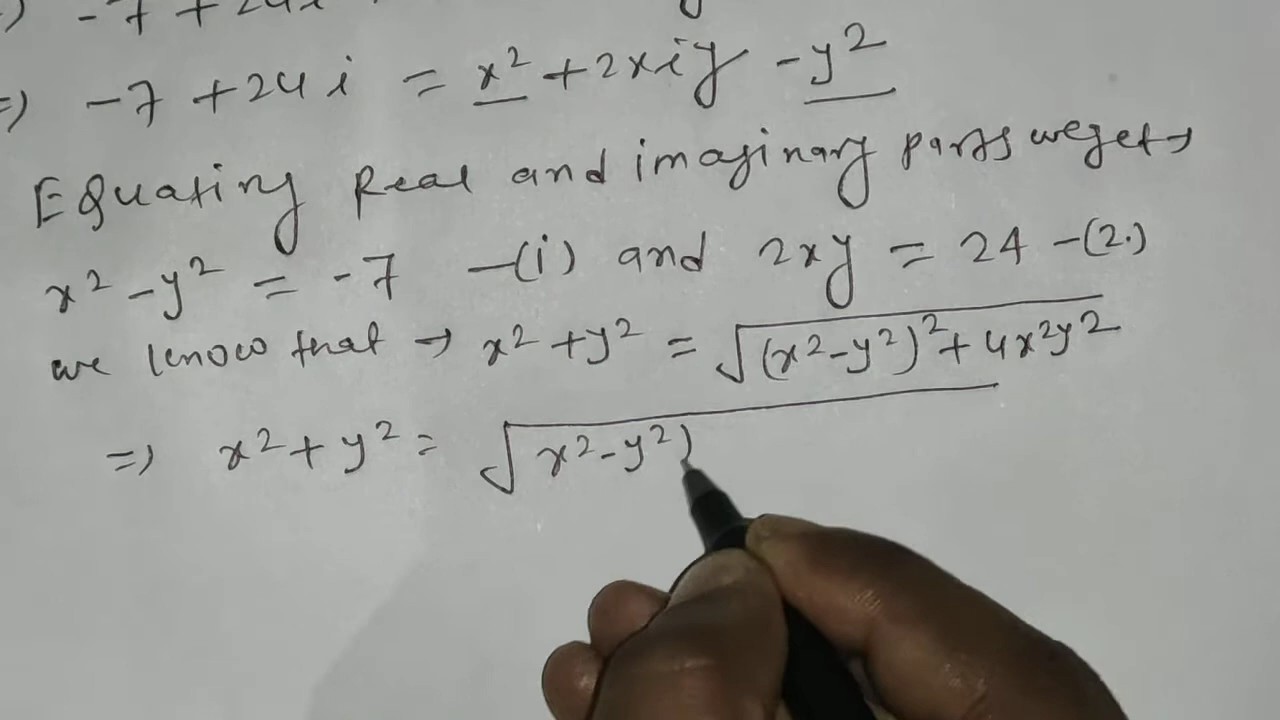 =) -7 + 24i = x² + 2xiy - y²
Equating Real and imaginary parts we get →
x² - y² = -7 -(i) and 2xy = 24 -(2.)
we know that → x² + y² = √(x² - y²)² + 4x²y²
=) x² + y² = √x² - y²)